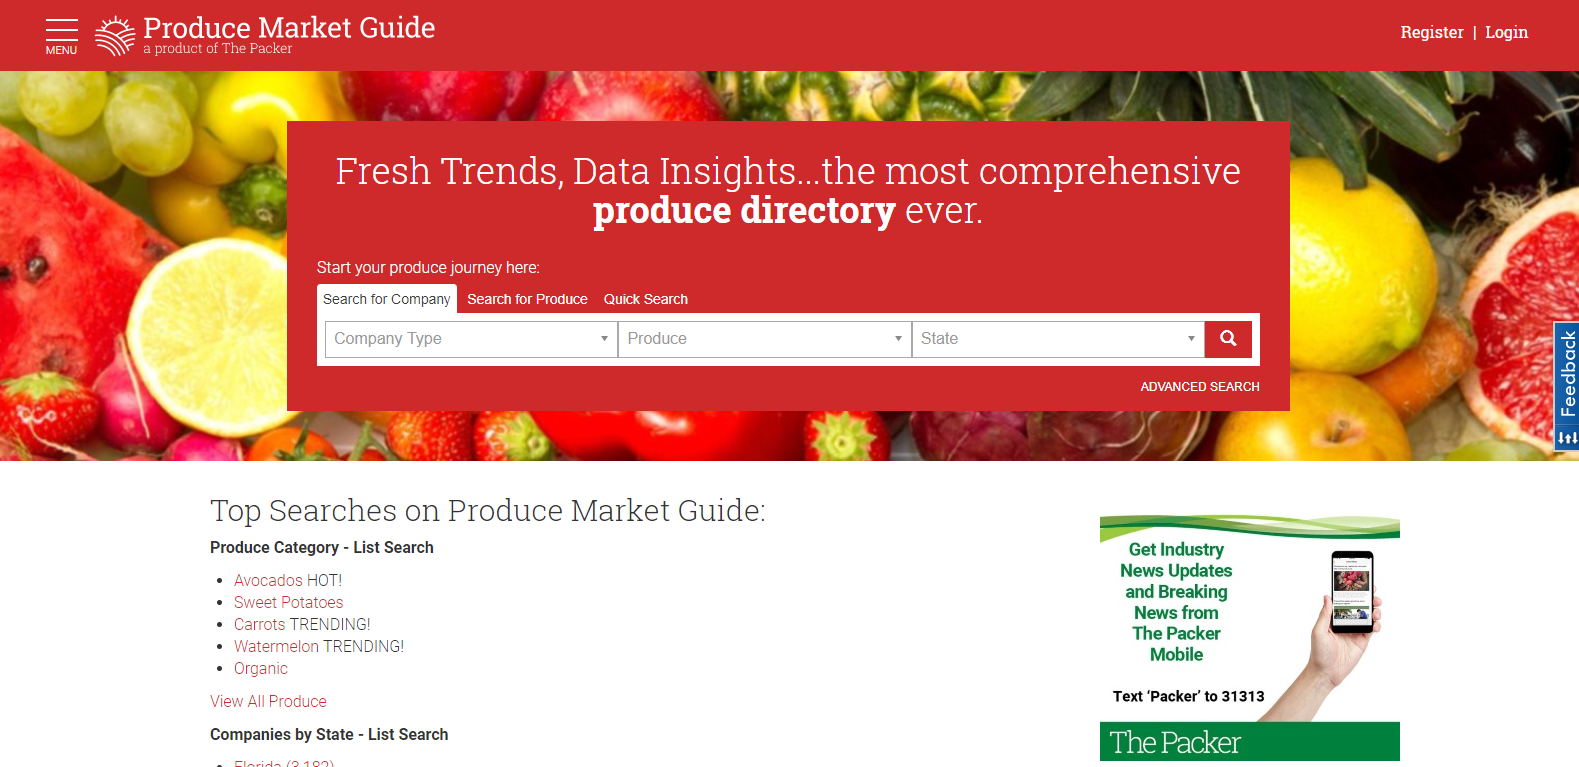 MENU
Produce Market Guide
a product of The Packer
Register | Login
Fresh Trends, Data Insights...the most comprehensive
produce directory ever.
Start your produce journey here:
Search for Company Search for Produce Quick Search
Company Type Produce State
ADVANCED SEARCH
Feedback
Top Searches on Produce Market Guide:
Produce Category - List Search
Avocados HOT!
Sweet Potatoes
Carrots TRENDING!
Watermelon TRENDING!
Organic
View All Produce
Companies by State - List Search
Florida (3,182)
Get Industry
News Updates
and Breaking
News from
The Packer
Mobile
Text ‘Packer’ to 31313
The Packer